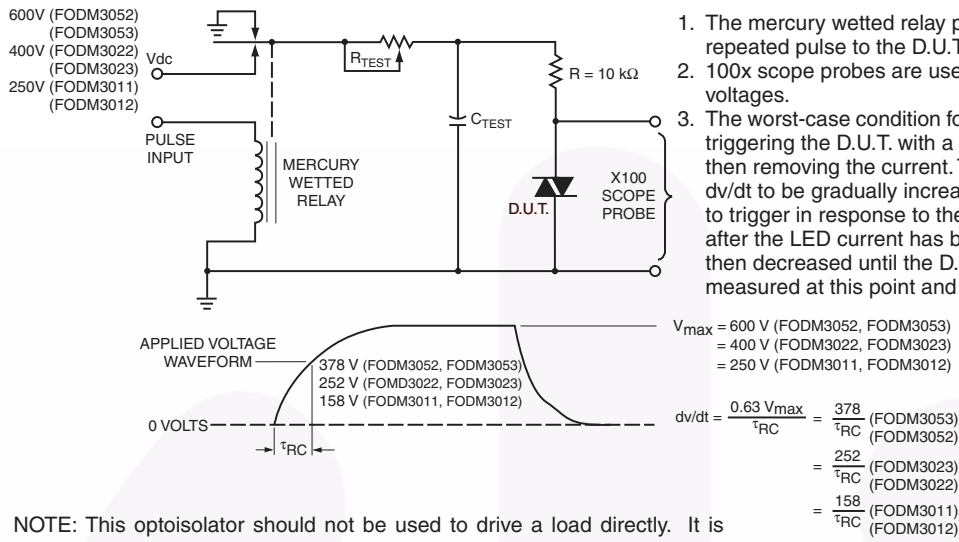 600V (FODM3052)
(FODM3053)
400V (FODM3022)
(FODM3023)
250V (FODM3011)
(FODM3012)
Vdc
PULSE
INPUT
MERCURY
WETTED
RELAY
RTEST
CTEST
R = 10 kΩ
D.U.T.
X100
SCOPE
PROBE
1. The mercury wetted relay
repeated pulse to the D.U.T
2. 100x scope probes are use
voltages.
3. The worst-case condition fo
triggering the D.U.T. with a
then removing the current.
dv/dt to be gradually increa
to trigger in response to the
after the LED current has b
then decreased until the D.
measured at this point and
APPLIED VOLTAGE
WAVEFORM
378 V (FODM3052, FODM3053)
252 V (FOMD3022, FODM3023)
158 V (FODM3011, FODM3012)
0 VOLTS
τRC
Vmax = 600 V (FODM3052, FODM3053)
= 400 V (FODM3022, FODM3023)
= 250 V (FODM3011, FODM3012)
dv/dt = 0.63 Vmax / τRC = 378 / τRC (FODM3053)
(FODM3052)
= 252 / τRC (FODM3023)
(FODM3022)
= 158 / τRC (FODM3011)
(FODM3012)
NOTE: This optoisolator should not be used to drive a load directly. It is